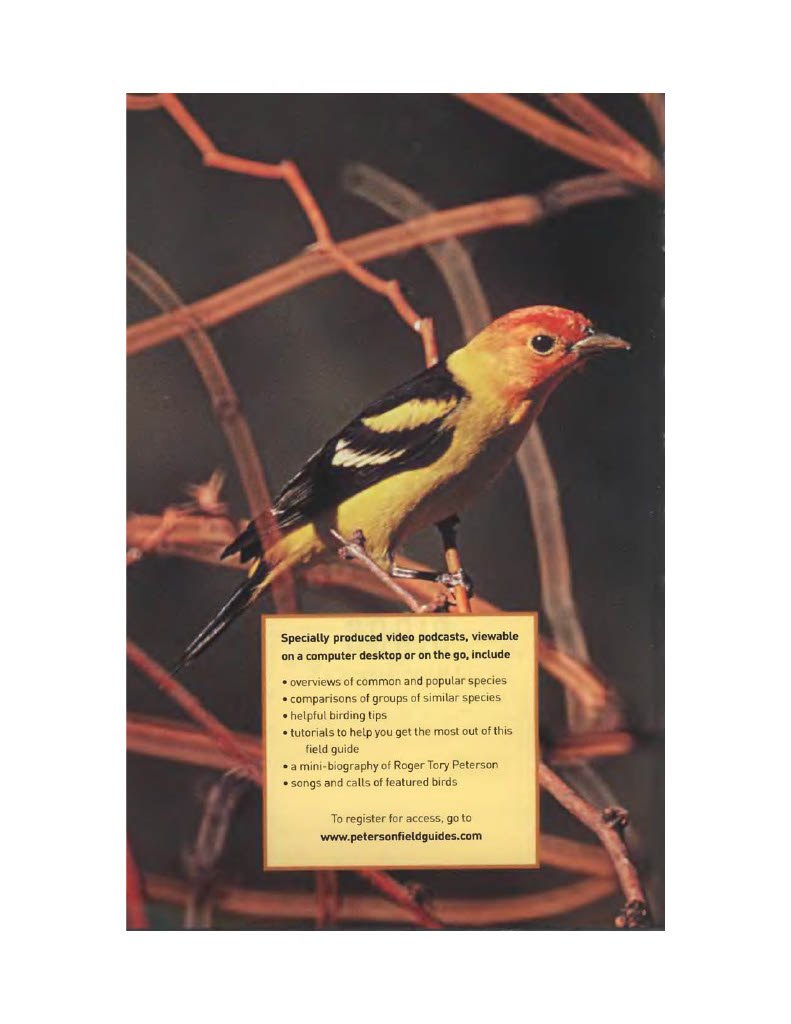 Specially produced video podcasts, viewable
on a computer desktop or on the go, include
• overviews of common and popular species
• comparisons of groups of similar species
• helpful birding tips
• tutorials to help you get the most out of this
field guide
• a mini-biography of Roger Tory Peterson
• songs and calls of featured birds
To register for access, go to
www.petersonfieldguides.com